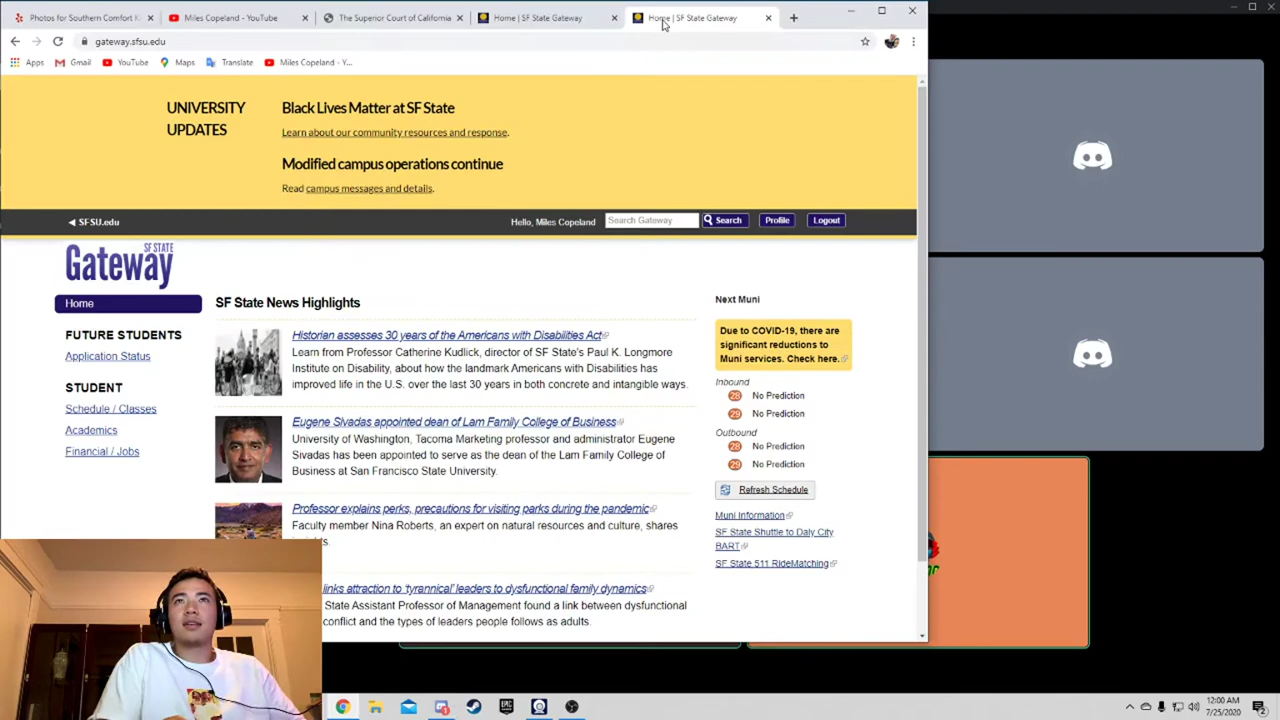 Photos for Southern Comfort K
Miles Copeland - YouTube
The Superior Court of California
Home | SF State Gateway
Home | SF State Gateway
gateway.sfsu.edu
Apps
Gmail
YouTube
Maps
Translate
Miles Copeland - Y...
UNIVERSITY
UPDATES
Black Lives Matter at SF State
Learn about our community resources and response.
Modified campus operations continue
Read campus messages and details.
SFSU.edu
Hello, Miles Copeland
Search Gateway
Search
Profile
Logout
SF STATE
Gateway
Home
FUTURE STUDENTS
Application Status
STUDENT
Schedule / Classes
Academics
Financial / Jobs
SF State News Highlights
Historian assesses 30 years of the Americans with Disabilities Act
Learn from Professor Catherine Kudlick, director of SF State's Paul K. Longmore
Institute on Disability, about how the landmark Americans with Disabilities has
improved life in the U.S. over the last 30 years in both concrete and intangible ways.
Eugene Sivadas appointed dean of Lam Family College of Business
University of Washington, Tacoma Marketing professor and administrator Eugene
Sivadas has been appointed to serve as the dean of the Lam Family College of
Business at San Francisco State University.
Professor explains perks, precautions for visiting parks during the pandemic
Faculty member Nina Roberts, an expert on natural resources and culture, shares
links attraction to 'tyrannical' leaders to dysfunctional family dynamics
State Assistant Professor of Management found a link between dysfunctional
conflict and the types of leaders people follows as adults.
Next Muni
Due to COVID-19, there are
significant reductions to
Muni services. Check here.
Inbound
28 No Prediction
29 No Prediction
Outbound
28 No Prediction
29 No Prediction
Refresh Schedule
Muni Information
SF State Shuttle to Daly City
BART
SF State 511 RideMatching
12:00 AM
7/25/2020